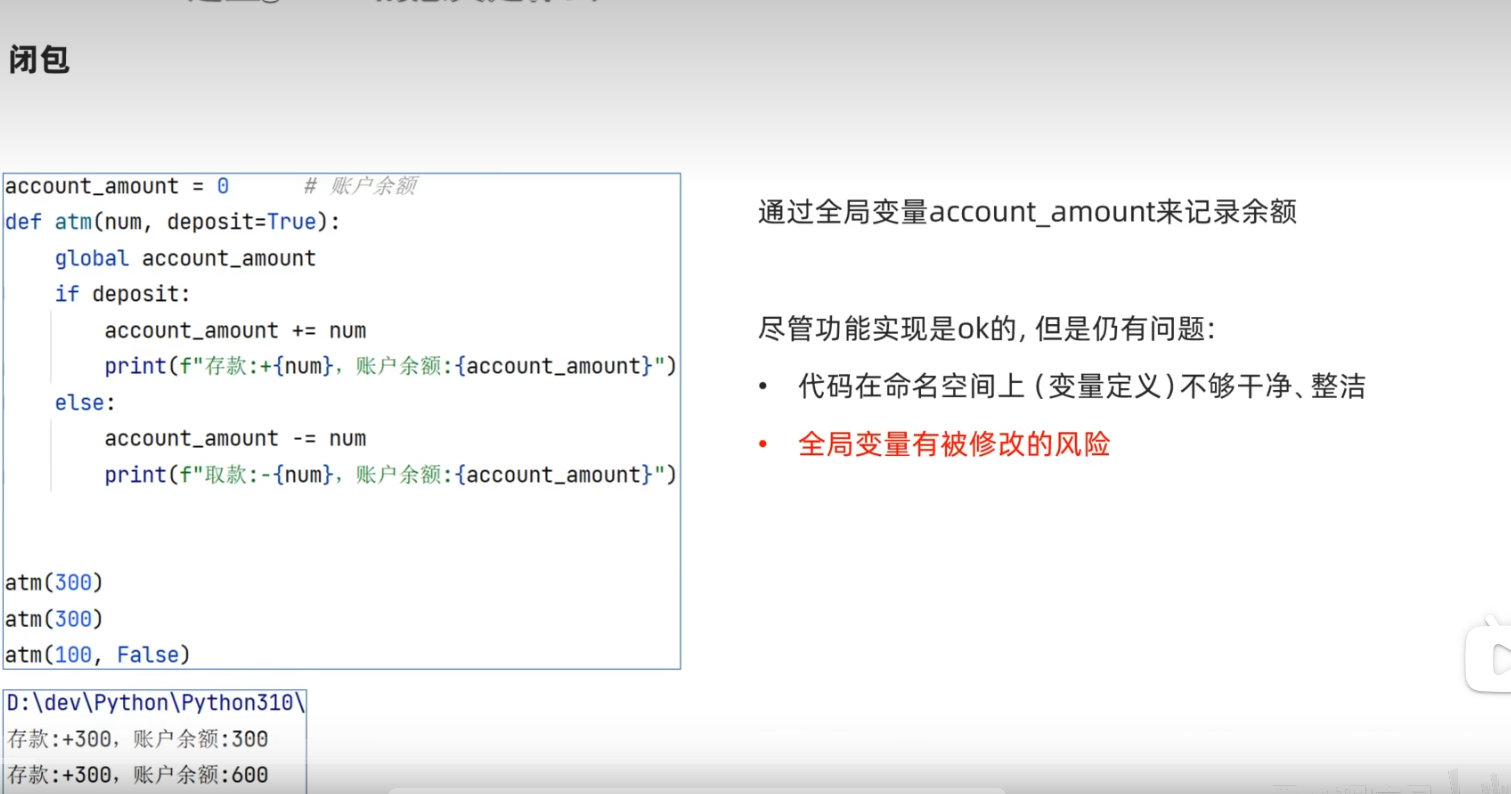 闭包
account_amount = 0      # 账户余额
def atm(num, deposit=True):
    global account_amount
    if deposit:
        account_amount += num
        print(f"存款:+{num}, 账户余额:{account_amount}")
    else:
        account_amount -= num
        print(f"取款:-{num}, 账户余额:{account_amount}")
atm(300)
atm(300)
atm(100, False)
D:\dev\Python\Python310\
存款:+300, 账户余额:300
存款:+300, 账户余额:600
通过全局变量account_amount来记录余额
尽管功能实现是ok的, 但是仍有问题:
• 代码在命名空间上 ( 变量定义 ) 不够干净、整洁
• 全局变量有被修改的风险